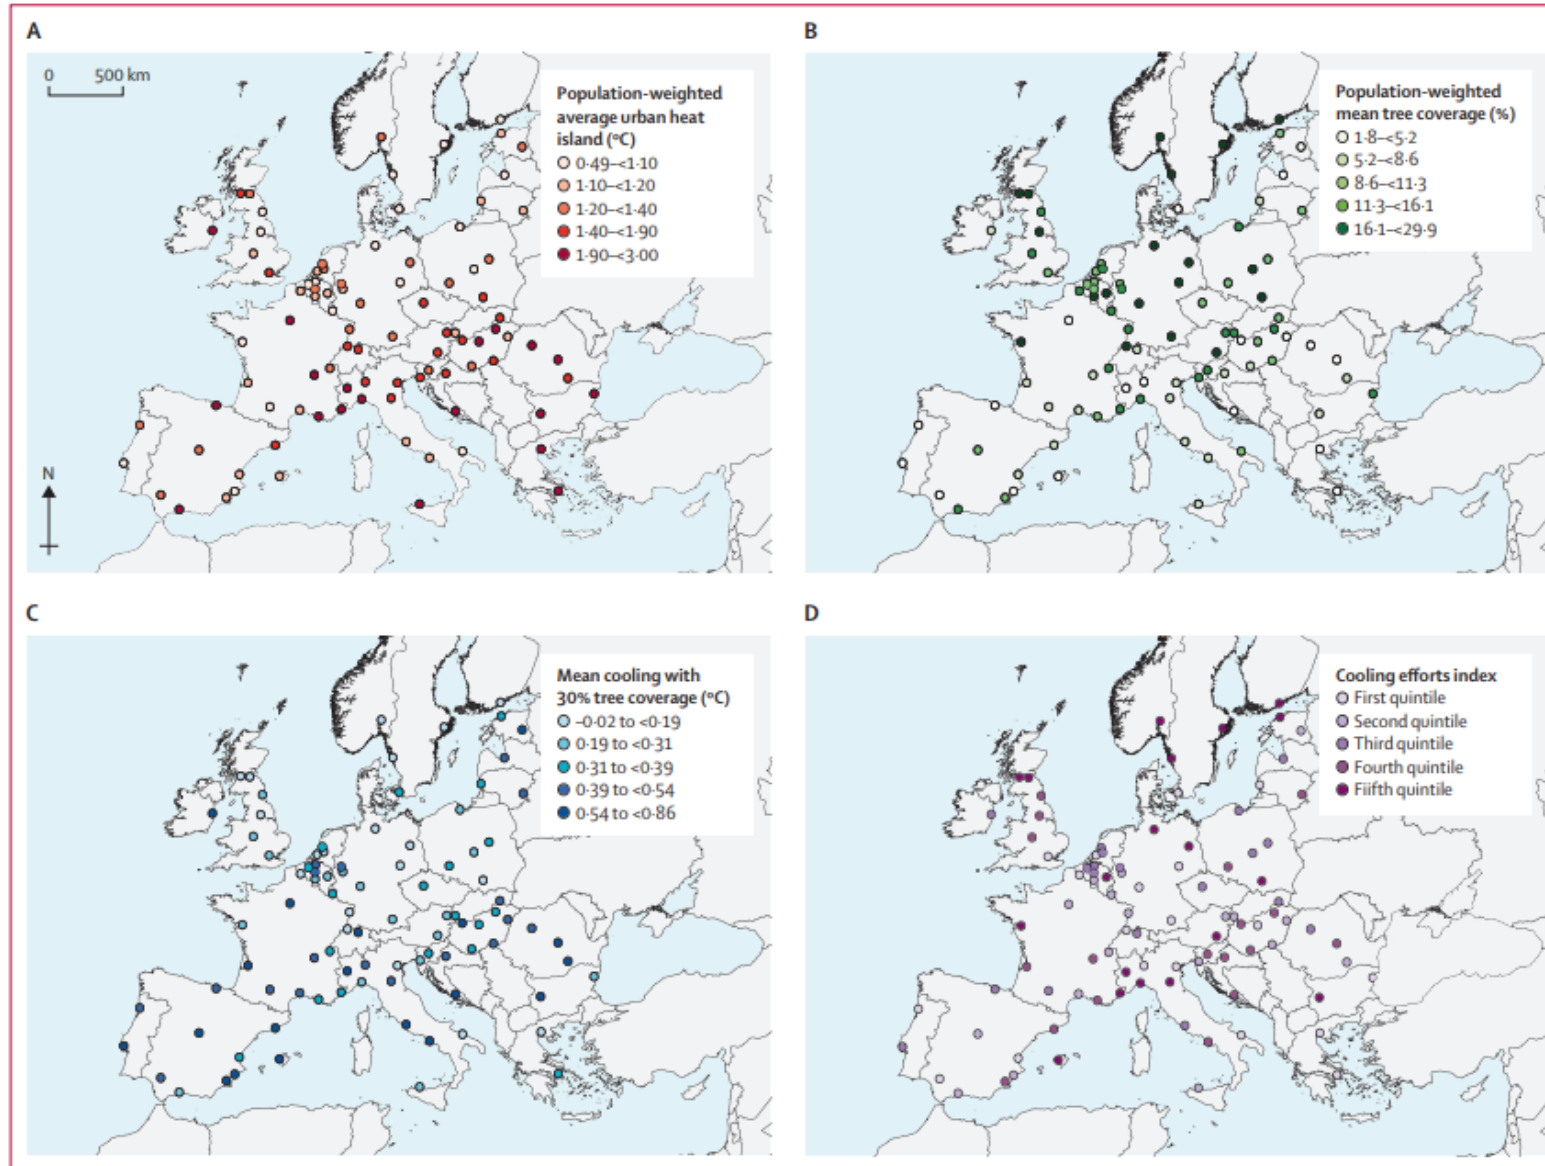 A
0 500 km
Population-weighted
average urban heat
island (ºC)
0·49–<1·10
1·10–<1·20
1·20–<1·40
1·40–<1·90
1·90–<3·00
N
B
Population-weighted
mean tree coverage (%)
1·8–<5·2
5·2–<8·6
8·6–<11·3
11·3–<16·1
16·1–<29·9
C
Mean cooling with
30% tree coverage (ºC)
–0·02 to <0·19
0·19 to <0·31
0·31 to <0·39
0·39 to <0·54
0·54 to <0·86
D
Cooling efforts index
First quintile
Second quintile
Third quintile
Fourth quintile
Fiifth quintile